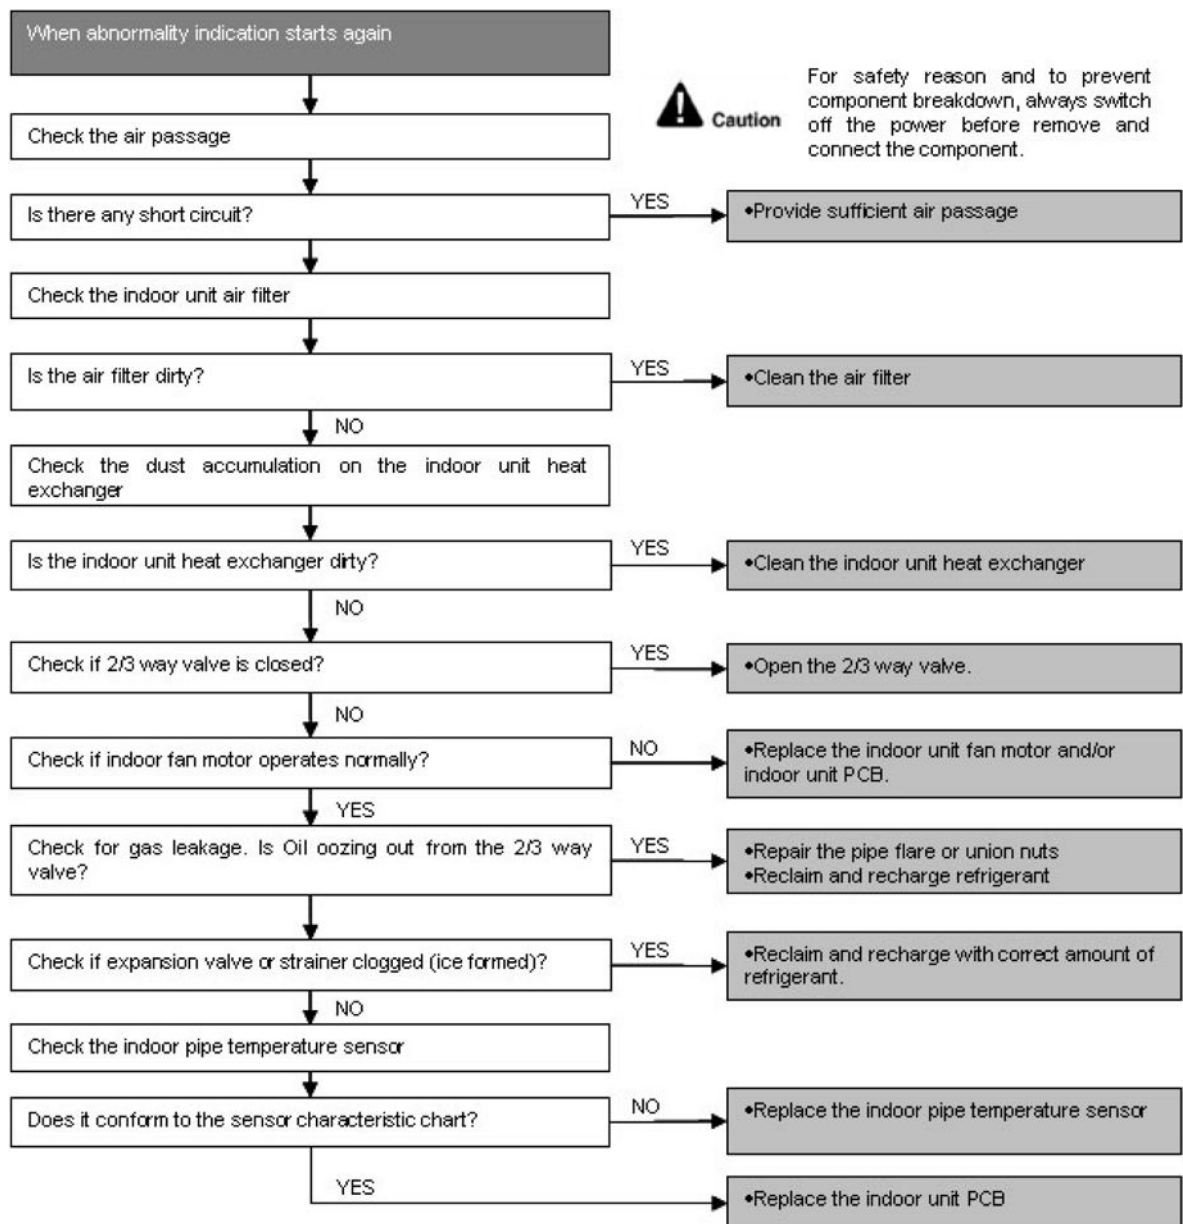 When abnormality indication starts again
For safety reason and to prevent
component breakdown, always switch
off the power before remove and
connect the component.
Caution
Check the air passage
Is there any short circuit?
YES
•Provide sufficient air passage
Check the indoor unit air filter
Is the air filter dirty?
YES
•Clean the air filter
NO
Check the dust accumulation on the indoor unit heat
exchanger
Is the indoor unit heat exchanger dirty?
YES
•Clean the indoor unit heat exchanger
NO
Check if 2/3 way valve is closed?
YES
•Open the 2/3 way valve.
NO
Check if indoor fan motor operates normally?
NO
•Replace the indoor unit fan motor and/or
indoor unit PCB.
YES
Check for gas leakage. Is Oil oozing out from the 2/3 way
valve?
YES
•Repair the pipe flare or union nuts
•Reclaim and recharge refrigerant
Check if expansion valve or strainer clogged (ice formed)?
YES
•Reclaim and recharge with correct amount of
refrigerant.
NO
Check the indoor pipe temperature sensor
Does it conform to the sensor characteristic chart?
NO
•Replace the indoor pipe temperature sensor
YES
•Replace the indoor unit PCB